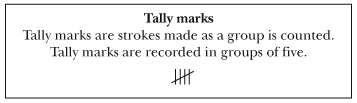 Tally marks
Tally marks are strokes made as a group is counted.
Tally marks are recorded in groups of five.